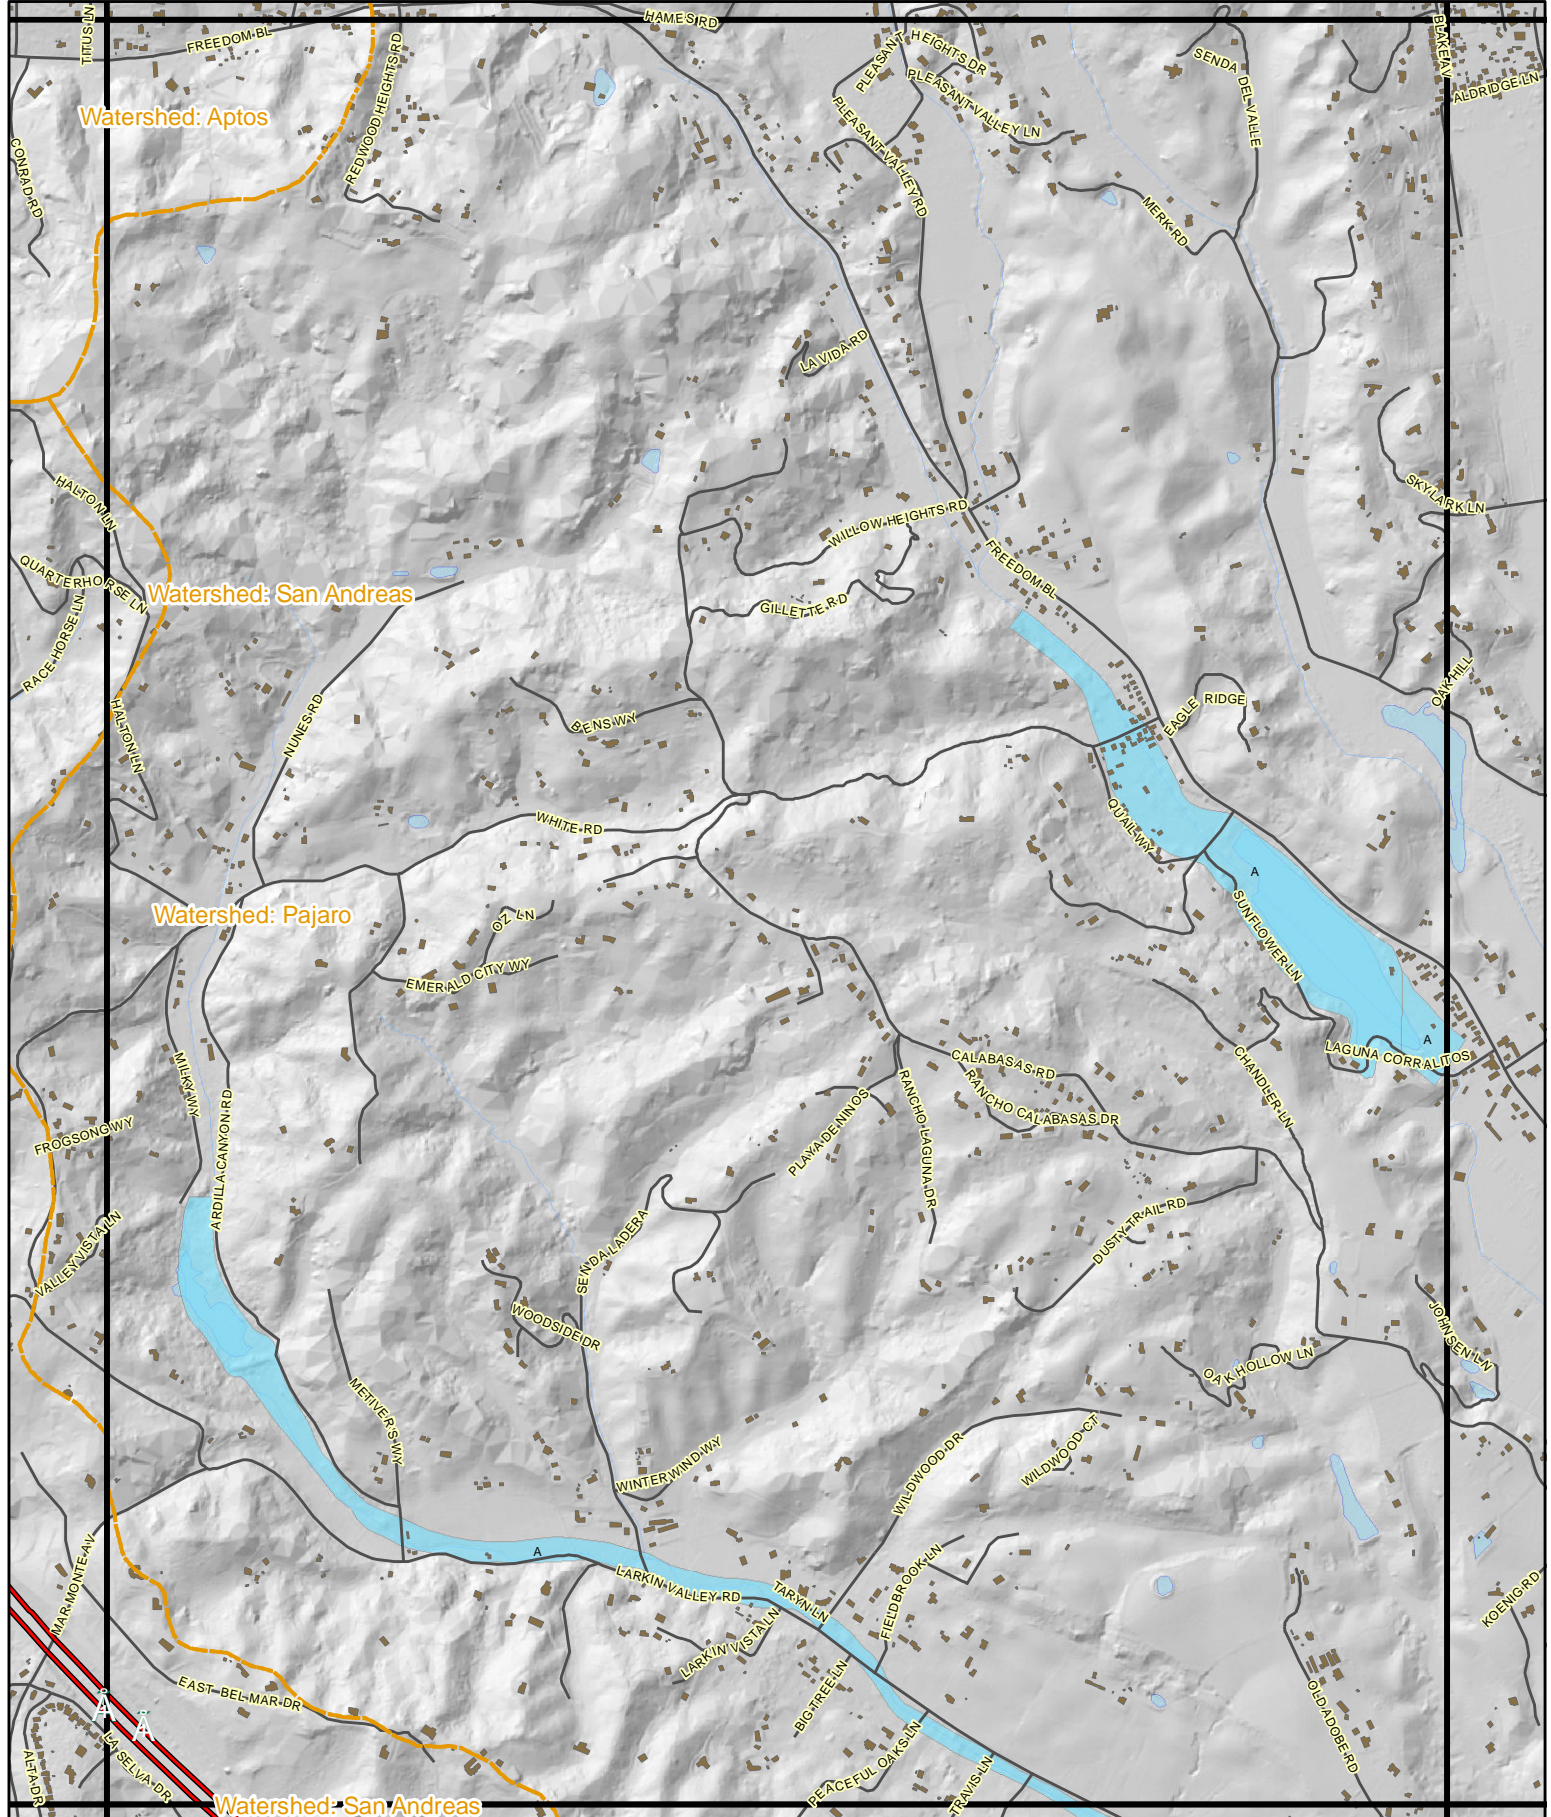 HAMES RD
TITUS LN
FREEDOM BL
REDWOOD HEIGHTS RD
PLEASANT HEIGHTS DR
PLEASANT VALLEY LN
PLEASANT VALLEY RD
SENDA DEL VALLE
BLAKE AV
ALDRIDGE LN
Watershed: Aptos
CONRAD RD
MERK RD
LA VIDA RD
HALTON LN
SKYLARK LN
WILLOW HEIGHTS RD
FREEDOM BL
QUARTERHORSE LN
Watershed: San Andreas
GILLETTE RD
RACE HORSE LN
OAK HILL
EAGLE RIDGE
HALTON LN
NUNES RD
BENS WY
WHITE RD
QUAIL WY
A
Watershed: Pajaro
OZ LN
SUNFLOWER LN
EMERALD CITY WY
A
LAGUNA CORRALITOS
CALABASAS RD
CHANDLER LN
MILKY WY
RANCHO CALABASAS DR
RANCHO LAGUNA DR
PLAYA DE NINOS
FROGSONG WY
ARDILLA CANYON RD
VALLEY VISTA LN
SENDA LADERA
DUSTY TRAIL RD
WOODSIDE DR
JOHNSEN LN
OAK HOLLOW LN
METIVERS WY
WINTERWIND WY
WILDWOOD DR
WILDWOOD CT
A
MAR MONTE AV
LARKIN VALLEY RD
TARYN LN
FIELDBROOK LN
KOENIG RD
LARKIN VISTA LN
EAST BEL MAR DR
BIG TREE LN
OLD ADOBE RD
Å
Å
LA SELVA DR
ALTA DR
PEACEFUL OAKS LN
TRAVIS LN
Watershed: San Andreas